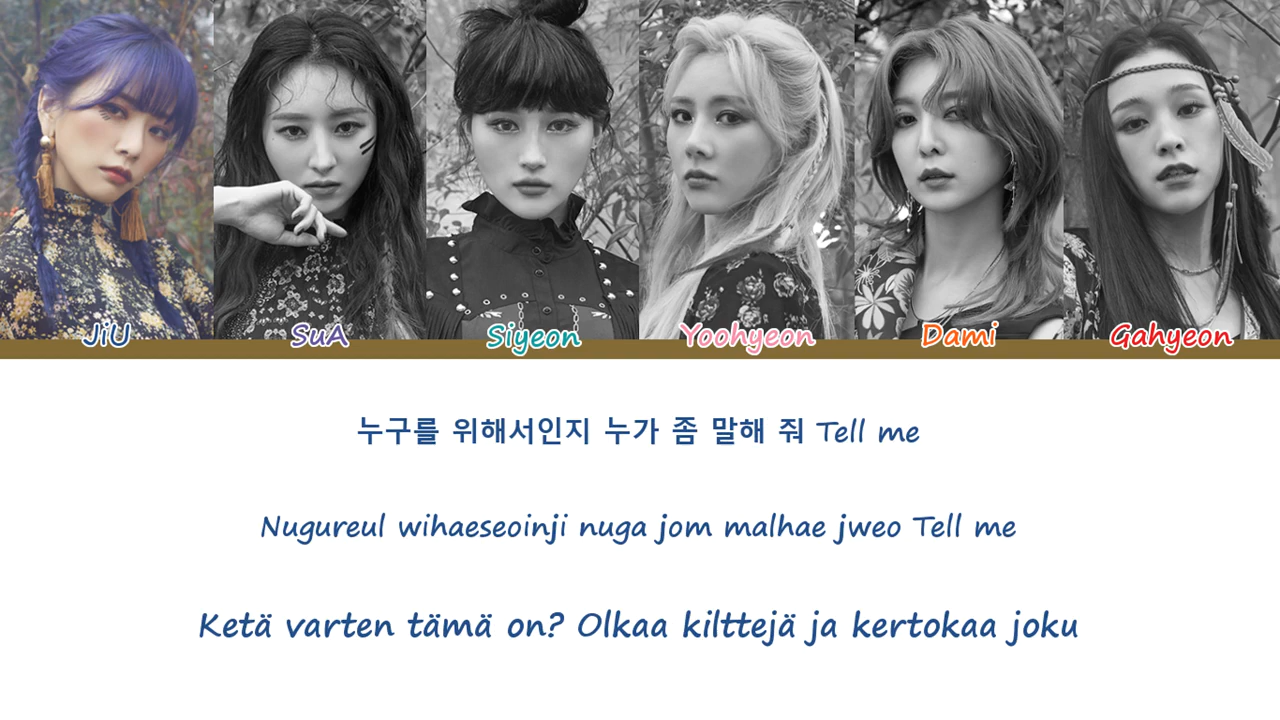 JiU SuA Siyeon Yoohyeon Dami Gahyeon
누구를 위해서인지 누가 좀 말해 줘 Tell me
Nugureul wihaeseoinji nuga jom malhae jweo Tell me
Ketä varten tämä on? Olkaa kilttejä ja kertokaa joku